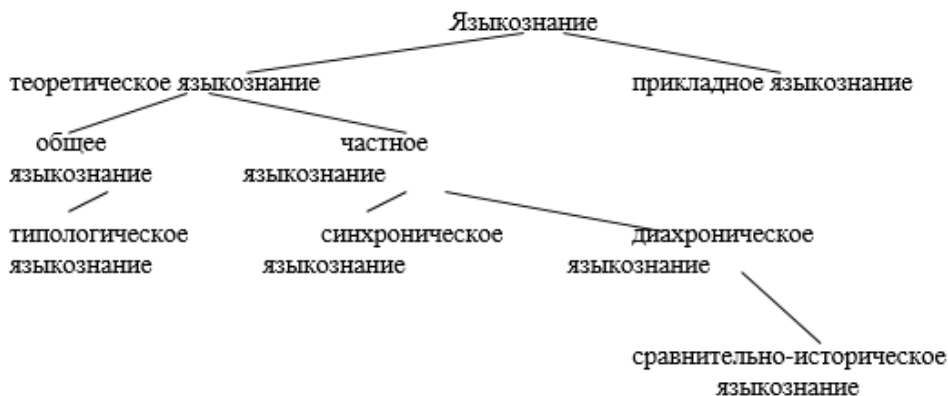 Языкознание
теоретическое языкознание прикладное языкознание
общее частное
языкознание языкознание
типологическое синхроническое диахроническое
языкознание языкознание языкознание
сравнительно-историческое
языкознание